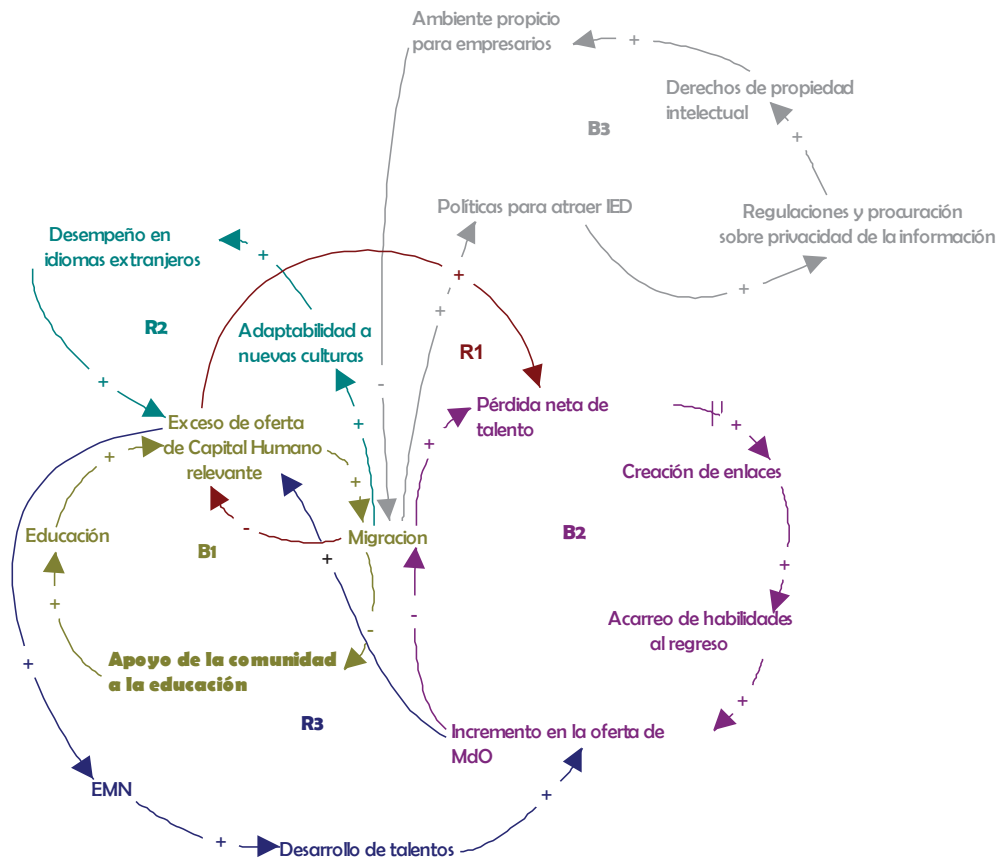 Ambiente propicio
para empresarios
+
Derechos de propiedad
intelectual
B3
+
Políticas para atraer IED
Regulaciones y procuración
sobre privacidad de la información
Desempeño en
idiomas extranjeros
+
+
+
+
R2
Adaptabilidad a
nuevas culturas
R1
-
+
Pérdida neta de
talento
Exceso de oferta
de Capital Humano
relevante
+
+
+
Creación de enlaces
+
+
Educación
-
Migracion
B1
B2
+
+
+
-
Acarreo de habilidades
al regreso
-
Apoyo de la comunidad
a la educación
+
+
R3
Incremento en la oferta de
MdO
EMN
+
+
Desarrollo de talentos